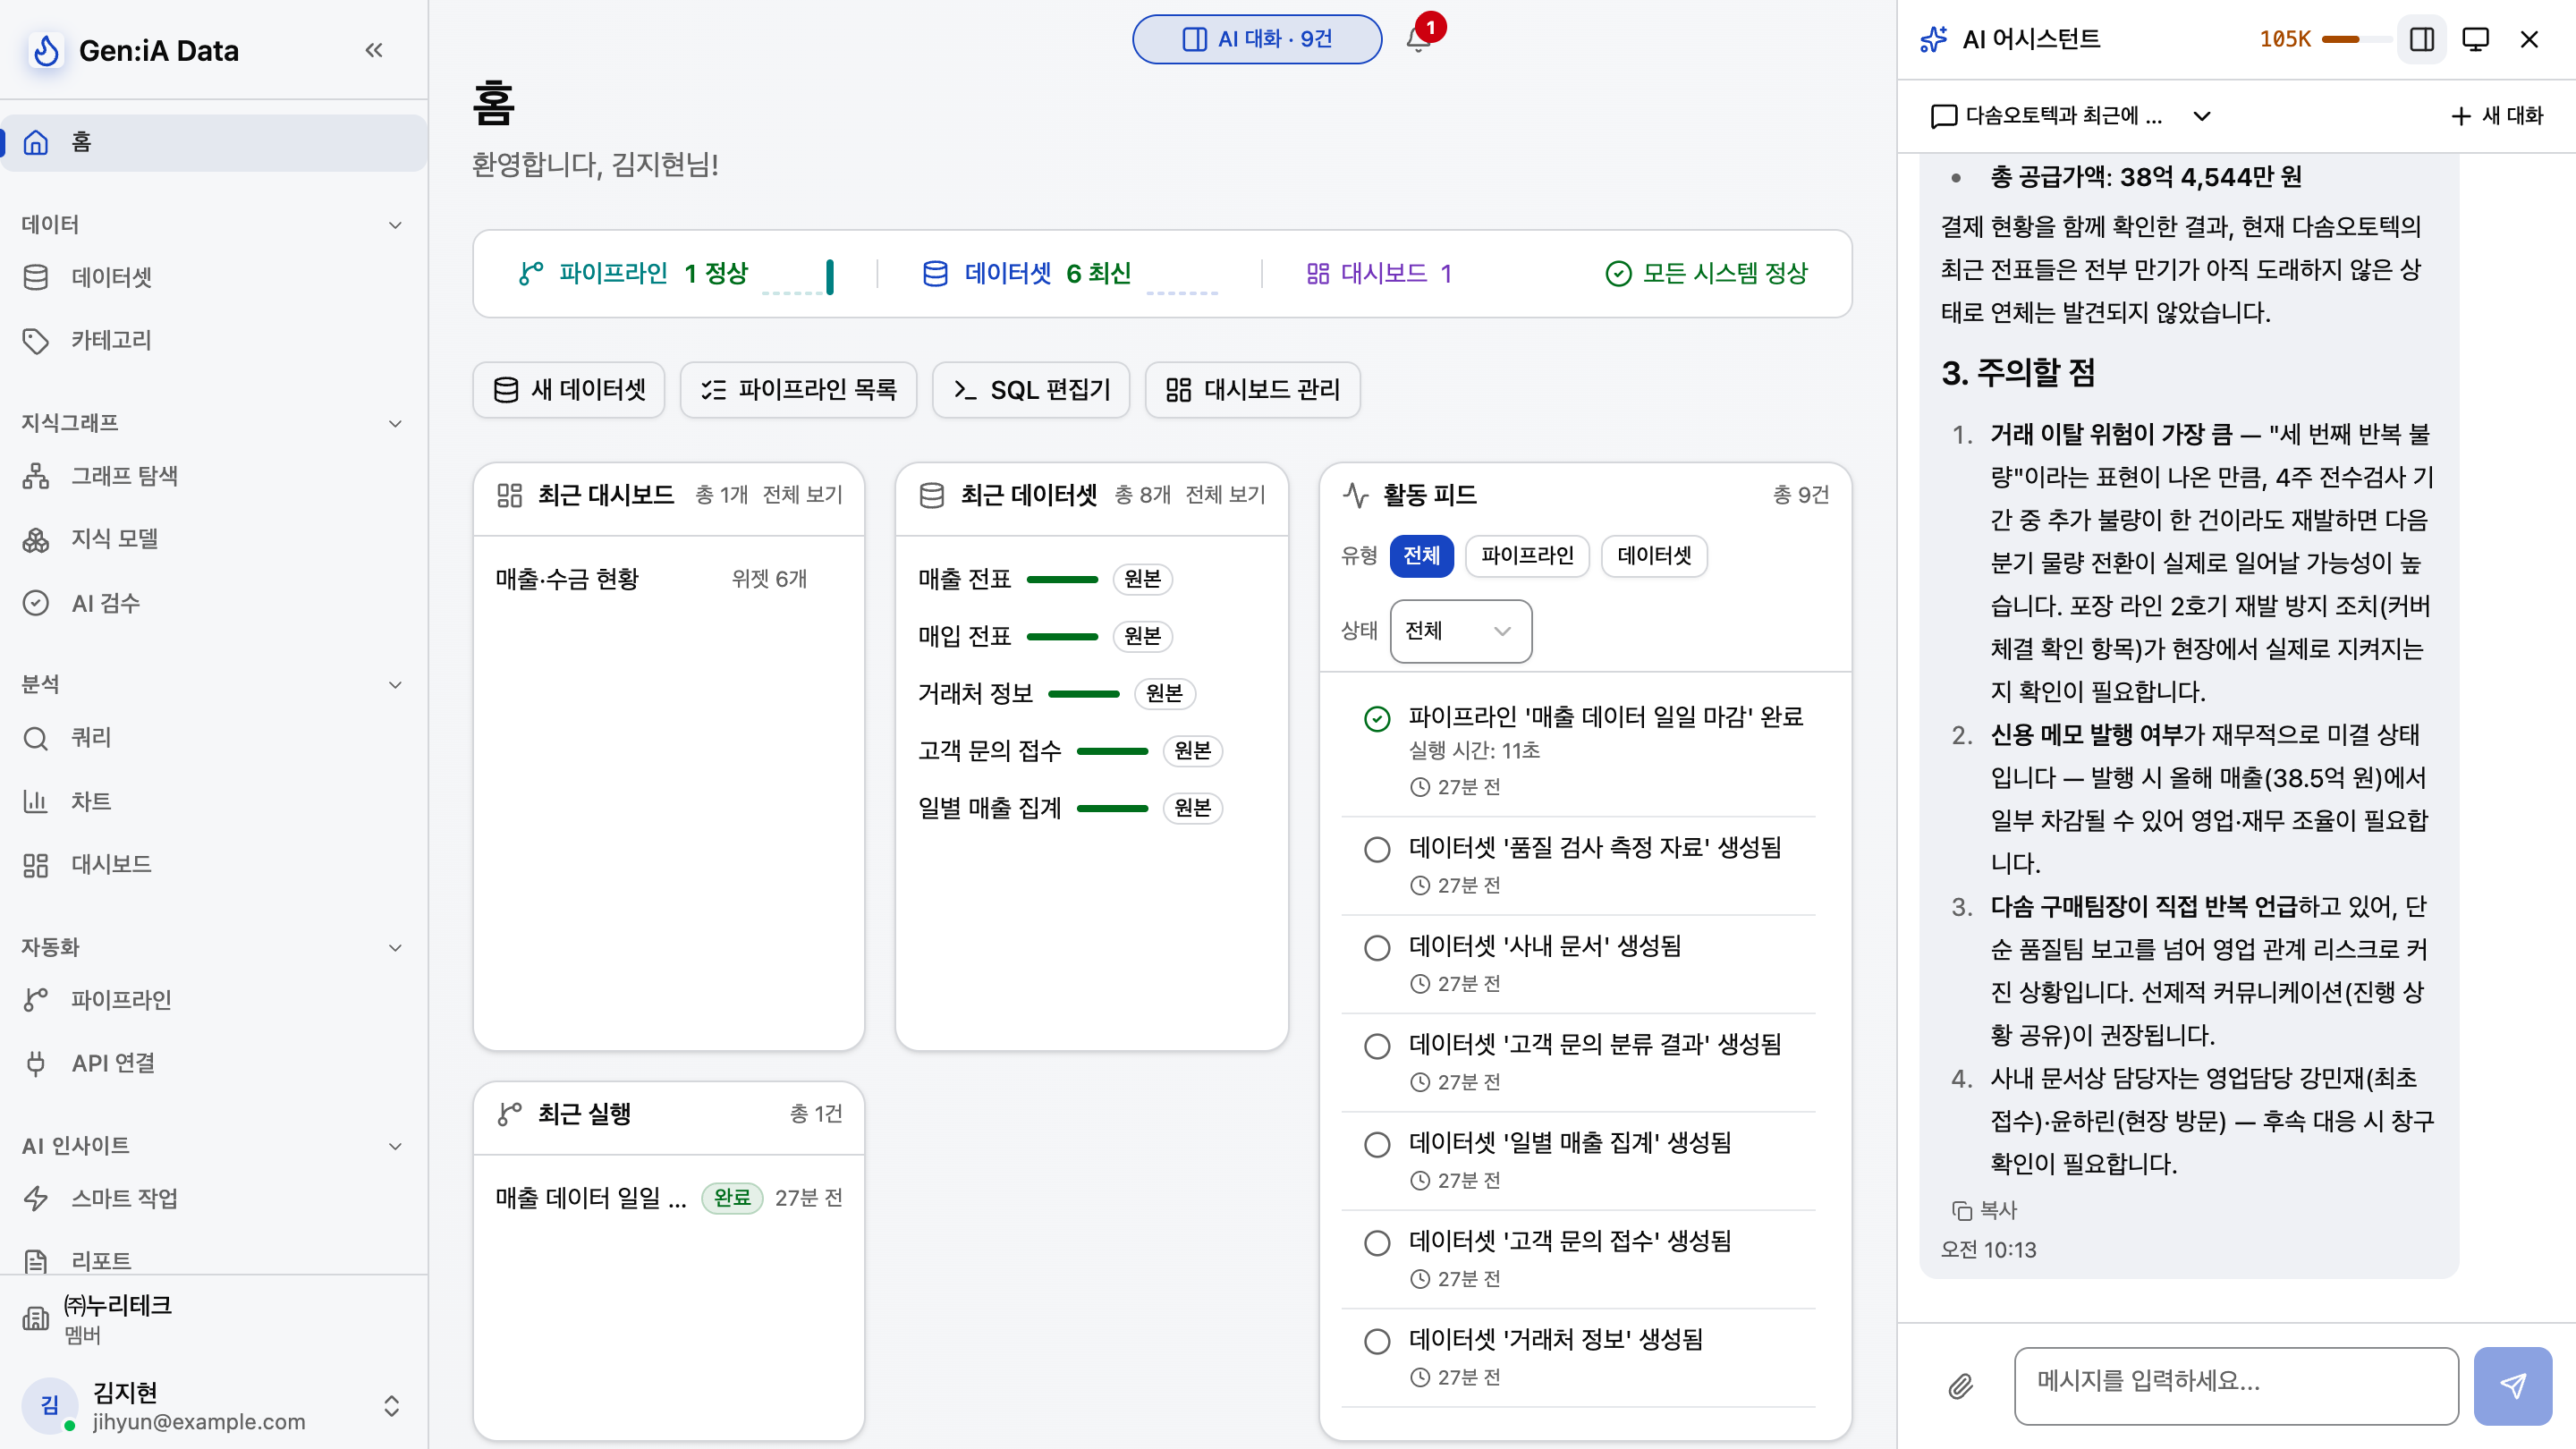 Gen:iA Data
홈
데이터
데이터셋
카테고리
지식그래프
그래프 탐색
지식 모델
AI 검수
분석
쿼리
차트
대시보드
자동화
파이프라인
API 연결
AI 인사이트
스마트 작업
리포트
㈜누리테크
멤버
김
김지현
jihyun@example.com
AI 대화 · 9건
1
홈
환영합니다, 김지현님!
파이프라인 1 정상
데이터셋 6 최신
대시보드 1
모든 시스템 정상
새 데이터셋
파이프라인 목록
SQL 편집기
대시보드 관리
최근 대시보드 총 1개 전체 보기
매출·수금 현황 위젯 6개
최근 데이터셋 총 8개 전체 보기
매출 전표 원본
매입 전표 원본
거래처 정보 원본
고객 문의 접수 원본
일별 매출 집계 원본
최근 실행 총 1건
매출 데이터 일일 ... 완료 27분 전
활동 피드 총 9건
유형 전체 파이프라인 데이터셋
상태 전체
파이프라인 '매출 데이터 일일 마감' 완료
실행 시간: 11초
27분 전
데이터셋 '품질 검사 측정 자료' 생성됨
27분 전
데이터셋 '사내 문서' 생성됨
27분 전
데이터셋 '고객 문의 분류 결과' 생성됨
27분 전
데이터셋 '일별 매출 집계' 생성됨
27분 전
데이터셋 '고객 문의 접수' 생성됨
27분 전
데이터셋 '거래처 정보' 생성됨
27분 전
AI 어시스턴트 105K
다솜오토텍과 최근에 ... 새 대화
• 총 공급가액: 38억 4,544만 원
결제 현황을 함께 확인한 결과, 현재 다솜오토텍의
최근 전표들은 전부 만기가 아직 도래하지 않은 상
태로 연체는 발견되지 않았습니다.
3. 주의할 점
1. 거래 이탈 위험이 가장 큼 — "세 번째 반복 불
량"이라는 표현이 나온 만큼, 4주 전수검사 기
간 중 추가 불량이 한 건이라도 재발하면 다음
분기 물량 전환이 실제로 일어날 가능성이 높
습니다. 포장 라인 2호기 재발 방지 조치(커버
체결 확인 항목)가 현장에서 실제로 지켜지는
지 확인이 필요합니다.
2. 신용 메모 발행 여부가 재무적으로 미결 상태
입니다 — 발행 시 올해 매출(38.5억 원)에서
일부 차감될 수 있어 영업·재무 조율이 필요합
니다.
3. 다솜 구매팀장이 직접 반복 언급하고 있어, 단
순 품질팀 보고를 넘어 영업 관계 리스크로 커
진 상황입니다. 선제적 커뮤니케이션(진행 상
황 공유)이 권장됩니다.
4. 사내 문서상 담당자는 영업담당 강민재(최초
접수)·윤하린(현장 방문) — 후속 대응 시 창구
확인이 필요합니다.
복사
오전 10:13
메시지를 입력하세요...